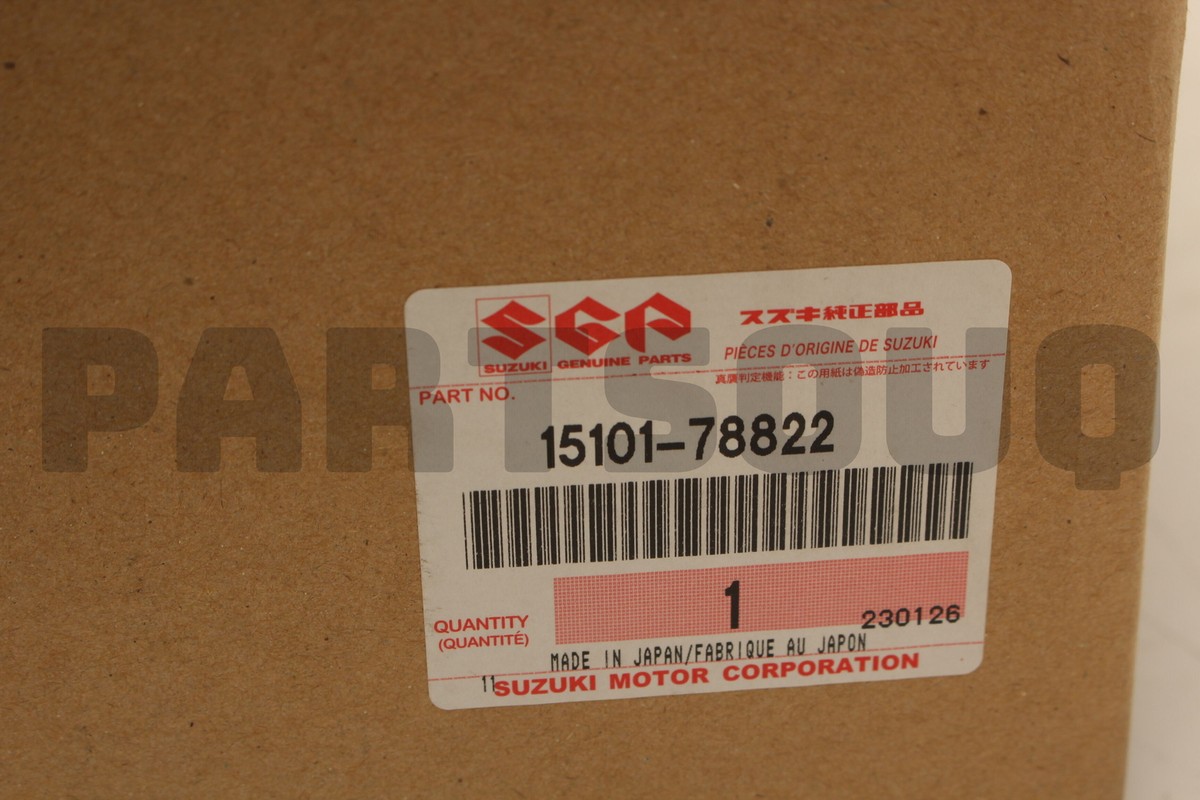 SGP
スズキ純正部品
SUZUKI GENUINE PARTS
PIÈCES D'ORIGINE DE SUZUKI
真贋判定機能：この用紙は偽造防止加工されています
PART NO.
15101-78822
PARTSOUQ
1
QUANTITY
(QUANTITÉ)
230126
MADE IN JAPAN/FABRIQUE AU JAPON
11
SUZUKI MOTOR CORPORATION